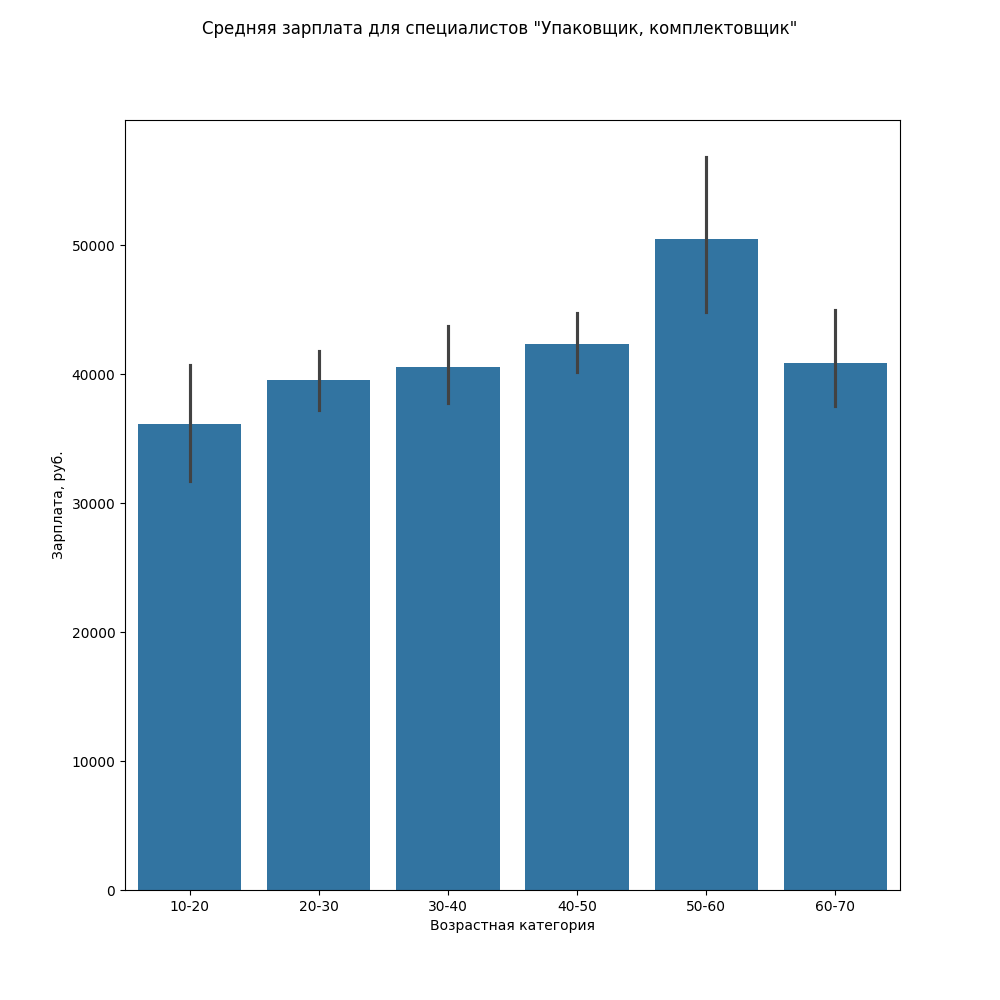 Средняя зарплата для специалистов "Упаковщик, комплектовщик"
50000
40000
30000
20000
10000
0
Зарплата, руб.
10-20 20-30 30-40 40-50 50-60 60-70
Возрастная категория